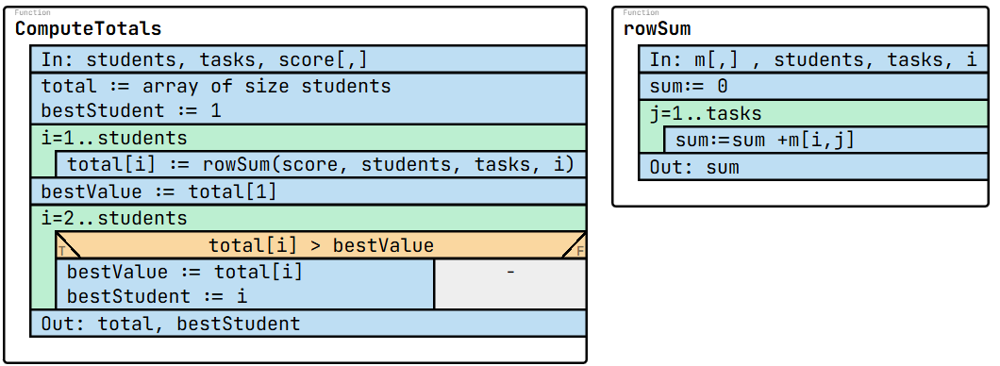 Function
ComputeTotals
In: students, tasks, score[,]
total := array of size students
bestStudent := 1
i=1..students
total[i] := rowSum(score, students, tasks, i)
bestValue := total[1]
i=2..students
T
total[i] > bestValue
F
bestValue := total[i]
bestStudent := i
-
Out: total, bestStudent
Function
rowSum
In: m[,] , students, tasks, i
sum:= 0
j=1..tasks
sum:=sum +m[i,j]
Out: sum